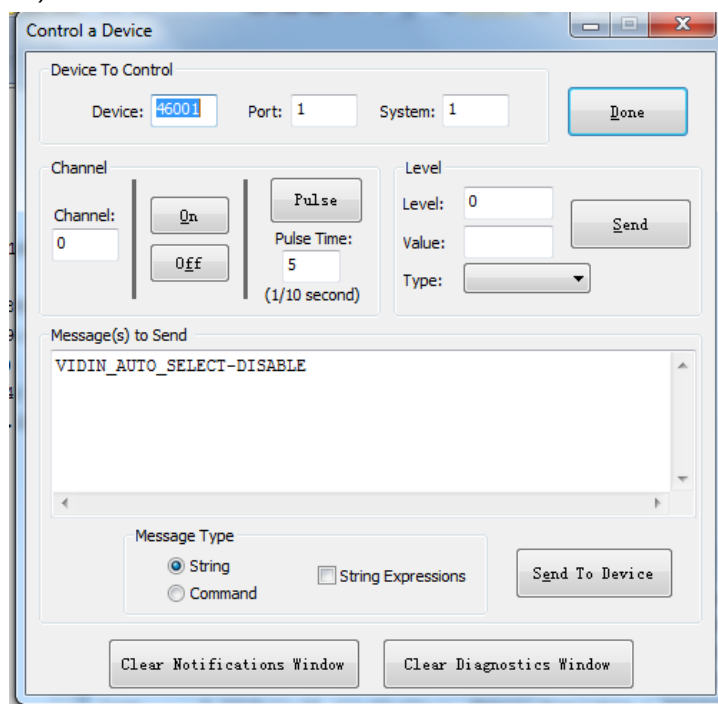 Control a Device
Device To Control
Device: 46001 Port: 1 System: 1
Done
Channel
Channel:
0
On
Off
Pulse
Pulse Time:
5
(1/10 second)
Level
Level: 0
Value:
Type:
Send
Message(s) to Send
VIDIN_AUTO_SELECT-DISABLE
Message Type
String
Command
String Expressions
Send To Device
Clear Notifications Window
Clear Diagnostics Window